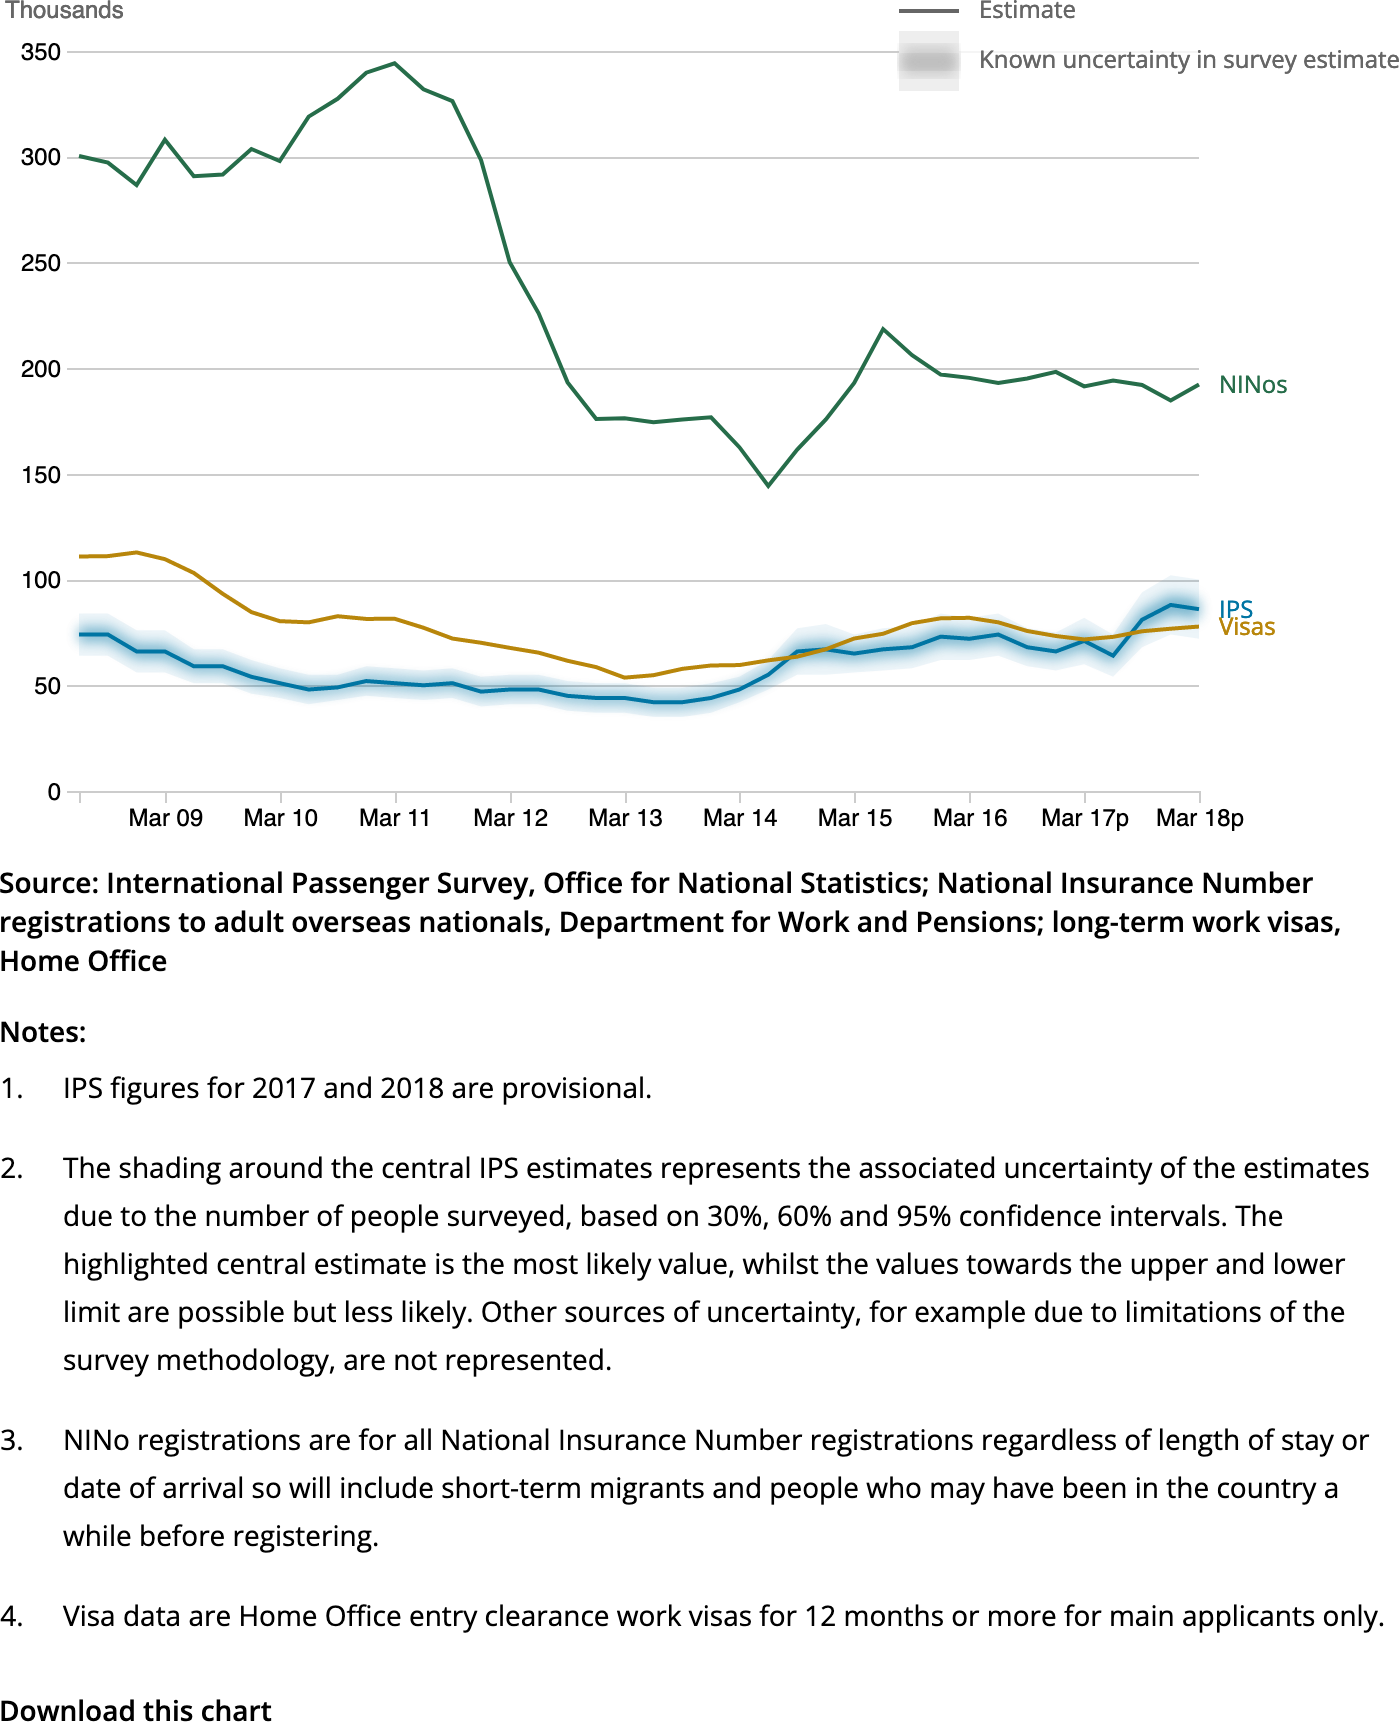 Thousands
Estimate
Known uncertainty in survey estimate
350
300
250
200
150
100
50
0
NINos
IPS
Visas
Mar 09 Mar 10 Mar 11 Mar 12 Mar 13 Mar 14 Mar 15 Mar 16 Mar 17p Mar 18p
Source: International Passenger Survey, Office for National Statistics; National Insurance Number
registrations to adult overseas nationals, Department for Work and Pensions; long-term work visas,
Home Office
Notes:
1. IPS figures for 2017 and 2018 are provisional.
2. The shading around the central IPS estimates represents the associated uncertainty of the estimates
due to the number of people surveyed, based on 30%, 60% and 95% confidence intervals. The
highlighted central estimate is the most likely value, whilst the values towards the upper and lower
limit are possible but less likely. Other sources of uncertainty, for example due to limitations of the
survey methodology, are not represented.
3. NINo registrations are for all National Insurance Number registrations regardless of length of stay or
date of arrival so will include short-term migrants and people who may have been in the country a
while before registering.
4. Visa data are Home Office entry clearance work visas for 12 months or more for main applicants only.
Download this chart